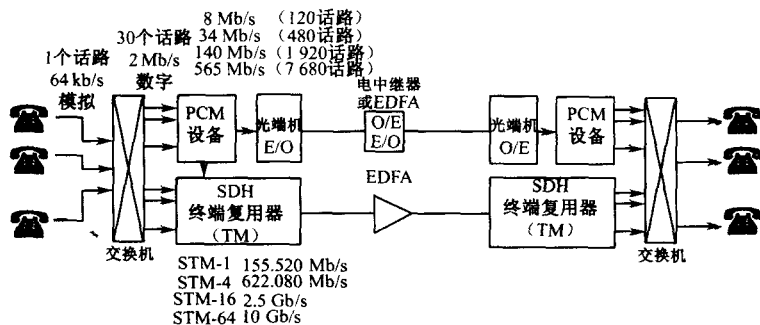 8 Mb/s （120话路）
34 Mb/s（480话路）
140 Mb/s（1 920话路）
565 Mb/s（7 680话路）
30个话路
2 Mb/s
数字
1个话路
64 kb/s
模拟
PCM
设备
光端机
E/O
电中继器
或EDFA
O/E
E/O
光端机
O/E
PCM
设备
SDH
终端复用器
（TM）
EDFA
SDH
终端复用器
（TM）
交换机
交换机
STM-1 155.520 Mb/s
STM-4 622.080 Mb/s
STM-16 2.5 Gb/s
STM-64 10 Gb/s